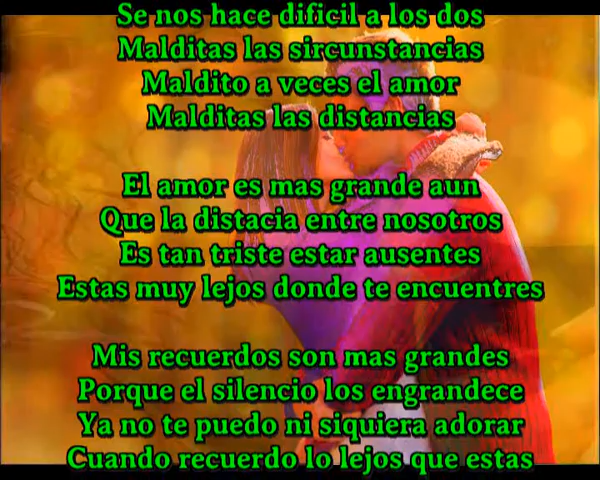 Se nos hace dificil a los dos
Malditas las sircunstancias
Maldito a veces el amor
Malditas las distancias
El amor es mas grande aun
Que la distacia entre nosotros
Es tan triste estar ausentes
Estas muy lejos donde te encuentres
Mis recuerdos son mas grandes
Porque el silencio los engrandece
Ya no te puedo ni siquiera adorar
Cuando recuerdo lo lejos que estas